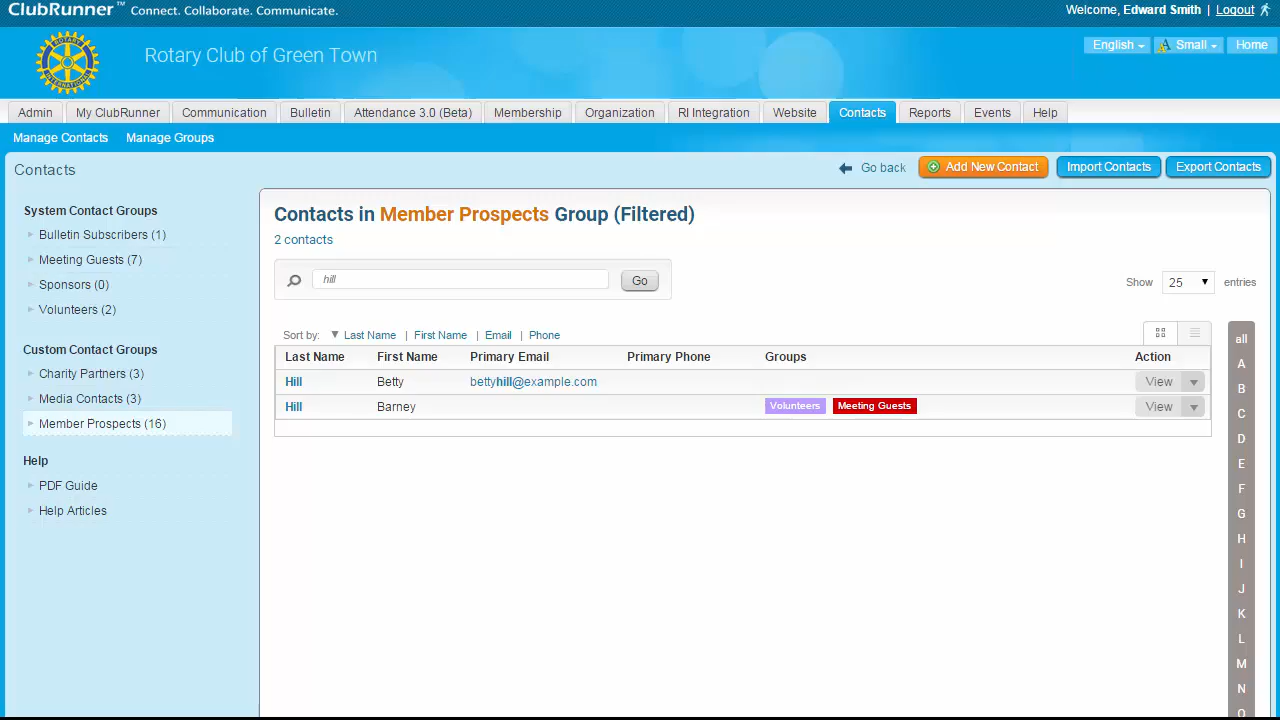 ClubRunner™ Connect. Collaborate. Communicate.
Welcome, Edward Smith | Logout
Rotary Club of Green Town
English Small Home
Admin My ClubRunner Communication Bulletin Attendance 3.0 (Beta) Membership Organization RI Integration Website Contacts Reports Events Help
Manage Contacts Manage Groups
Contacts
Go back Add New Contact Import Contacts Export Contacts
System Contact Groups
Bulletin Subscribers (1)
Meeting Guests (7)
Sponsors (0)
Volunteers (2)
Custom Contact Groups
Charity Partners (3)
Media Contacts (3)
Member Prospects (16)
Help
PDF Guide
Help Articles
Contacts in Member Prospects Group (Filtered)
2 contacts
hill Go
Show 25 entries
Sort by: Last Name | First Name | Email | Phone
Last Name First Name Primary Email Primary Phone Groups Action
Hill Betty bettyhill@example.com View
Hill Barney Volunteers Meeting Guests View
all
A
B
C
D
E
F
G
H
I
J
K
L
M
N
O